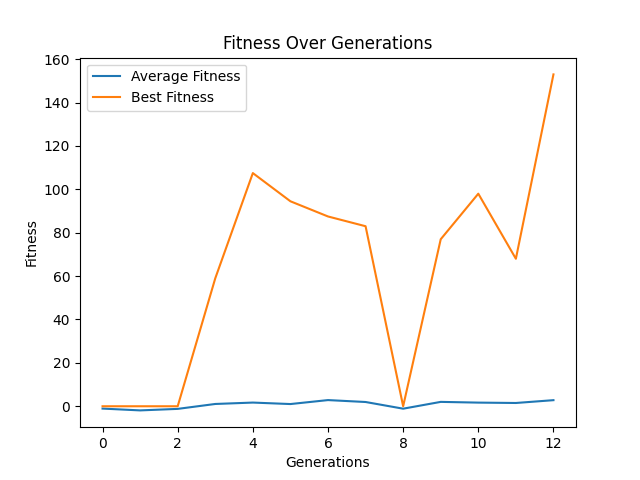 Fitness Over Generations
Average Fitness
Best Fitness
160
140
120
100
80
60
40
20
0
Fitness
0 2 4 6 8 10 12
Generations